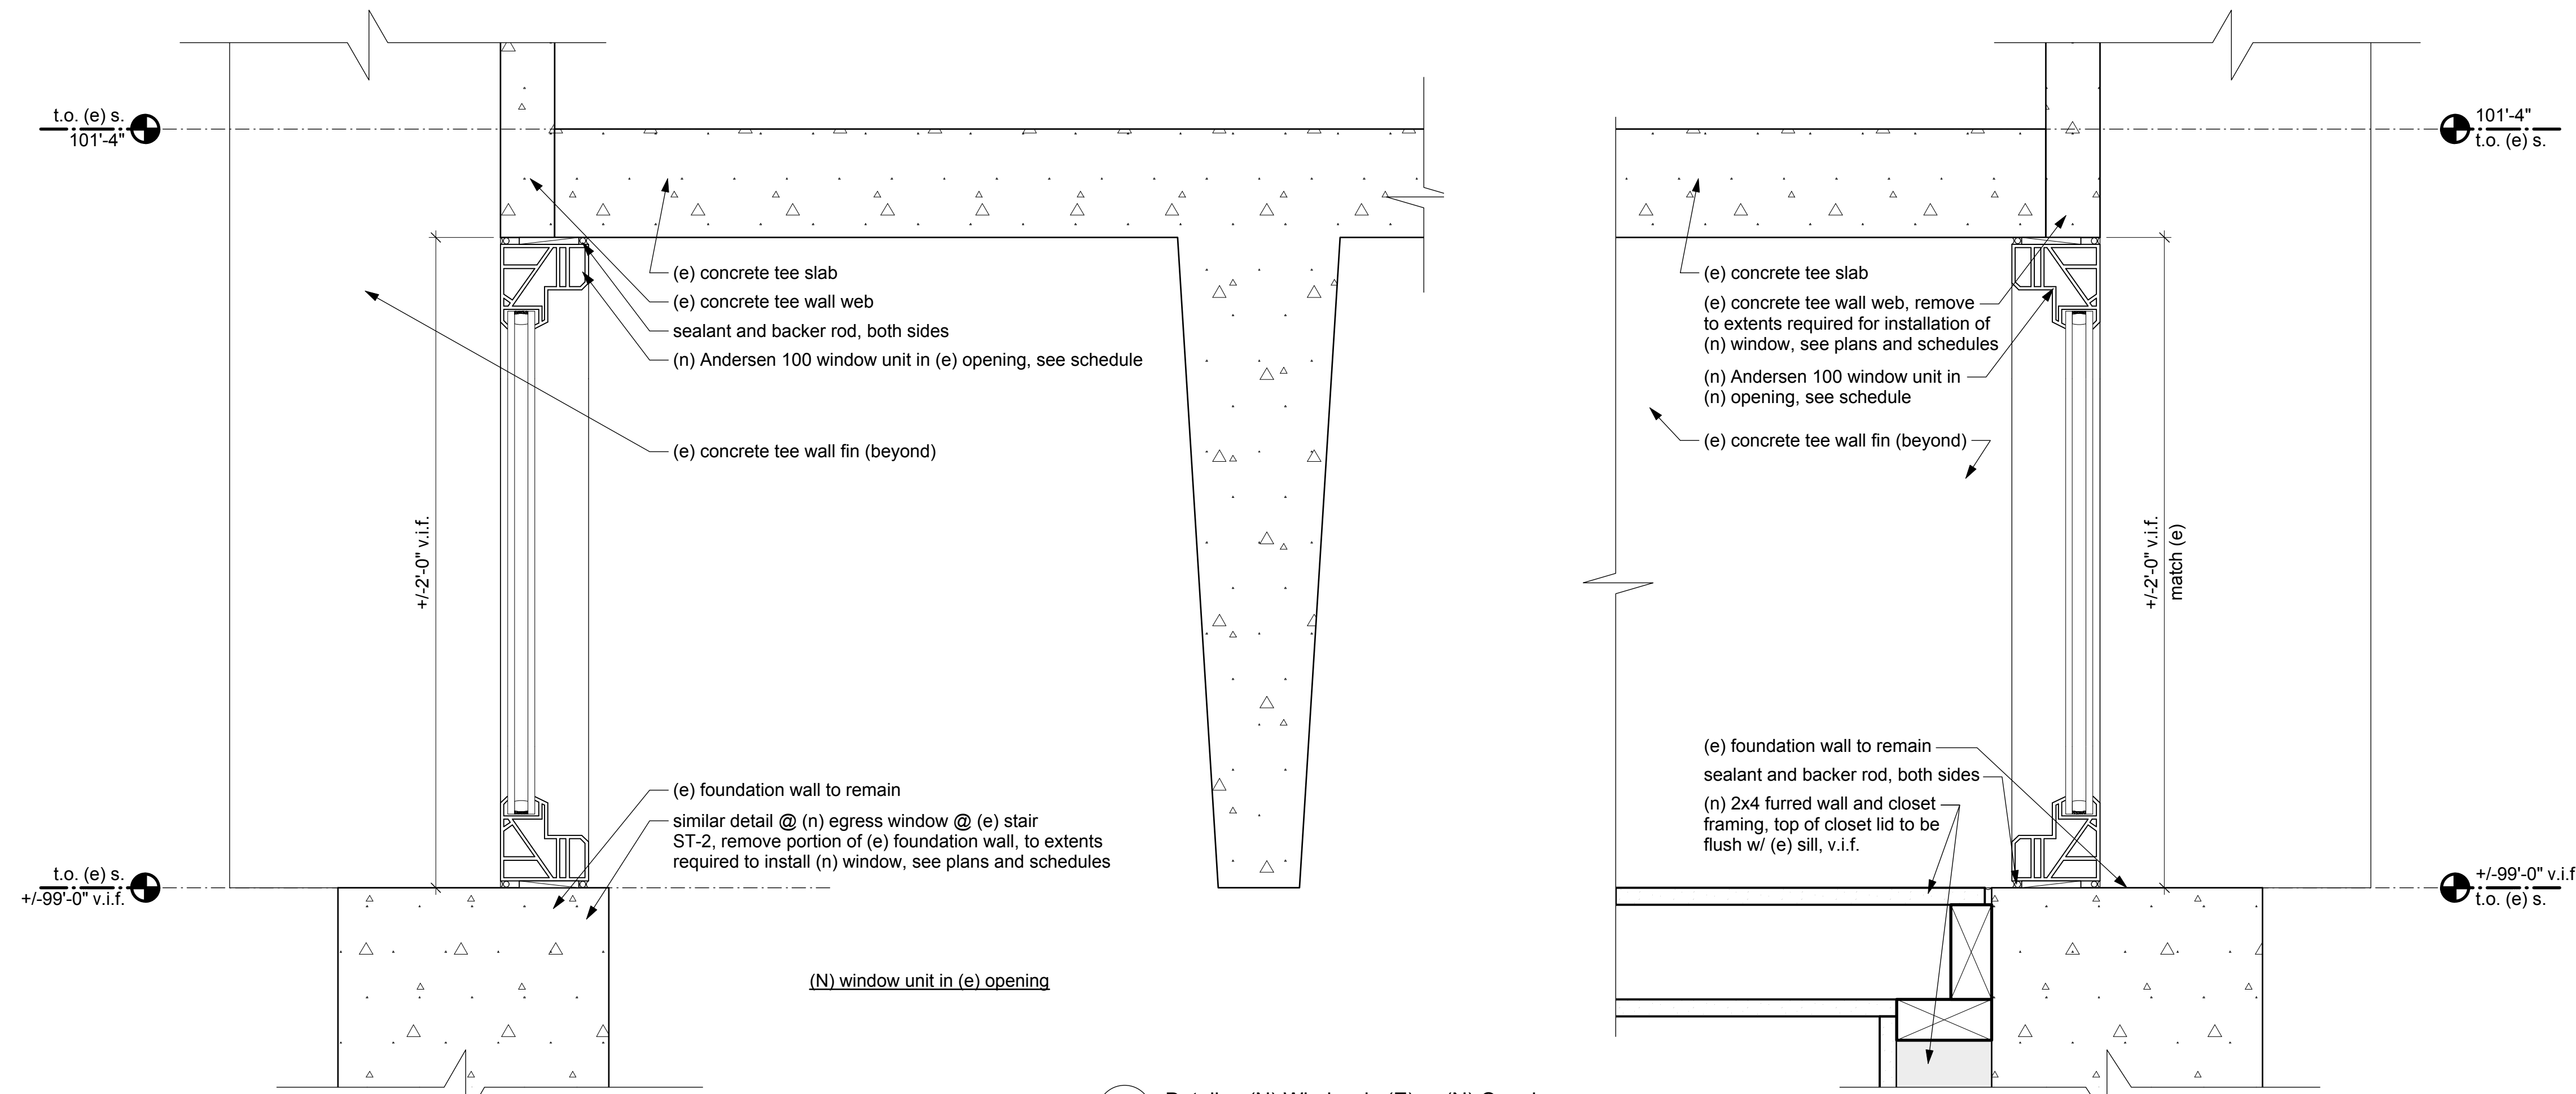 t.o. (e) s.
101'-4"
(e) concrete tee slab
(e) concrete tee wall web
sealant and backer rod, both sides
(n) Andersen 100 window unit in (e) opening, see schedule
(e) concrete tee wall fin (beyond)
+/-2'-0" v.i.f.
(e) foundation wall to remain
similar detail @ (n) egress window @ (e) stair
ST-2, remove portion of (e) foundation wall, to extents
required to install (n) window, see plans and schedules
t.o. (e) s.
+/-99'-0" v.i.f.
(N) window unit in (e) opening
101'-4"
t.o. (e) s.
(e) concrete tee slab
(e) concrete tee wall web, remove
to extents required for installation of
(n) window, see plans and schedules
(n) Andersen 100 window unit in
(n) opening, see schedule
(e) concrete tee wall fin (beyond)
+/-2'-0" v.i.f.
match (e)
(e) foundation wall to remain
sealant and backer rod, both sides
(n) 2x4 furred wall and closet
framing, top of closet lid to be
flush w/ (e) sill, v.i.f.
+/-99'-0" v.i.f
t.o. (e) s.